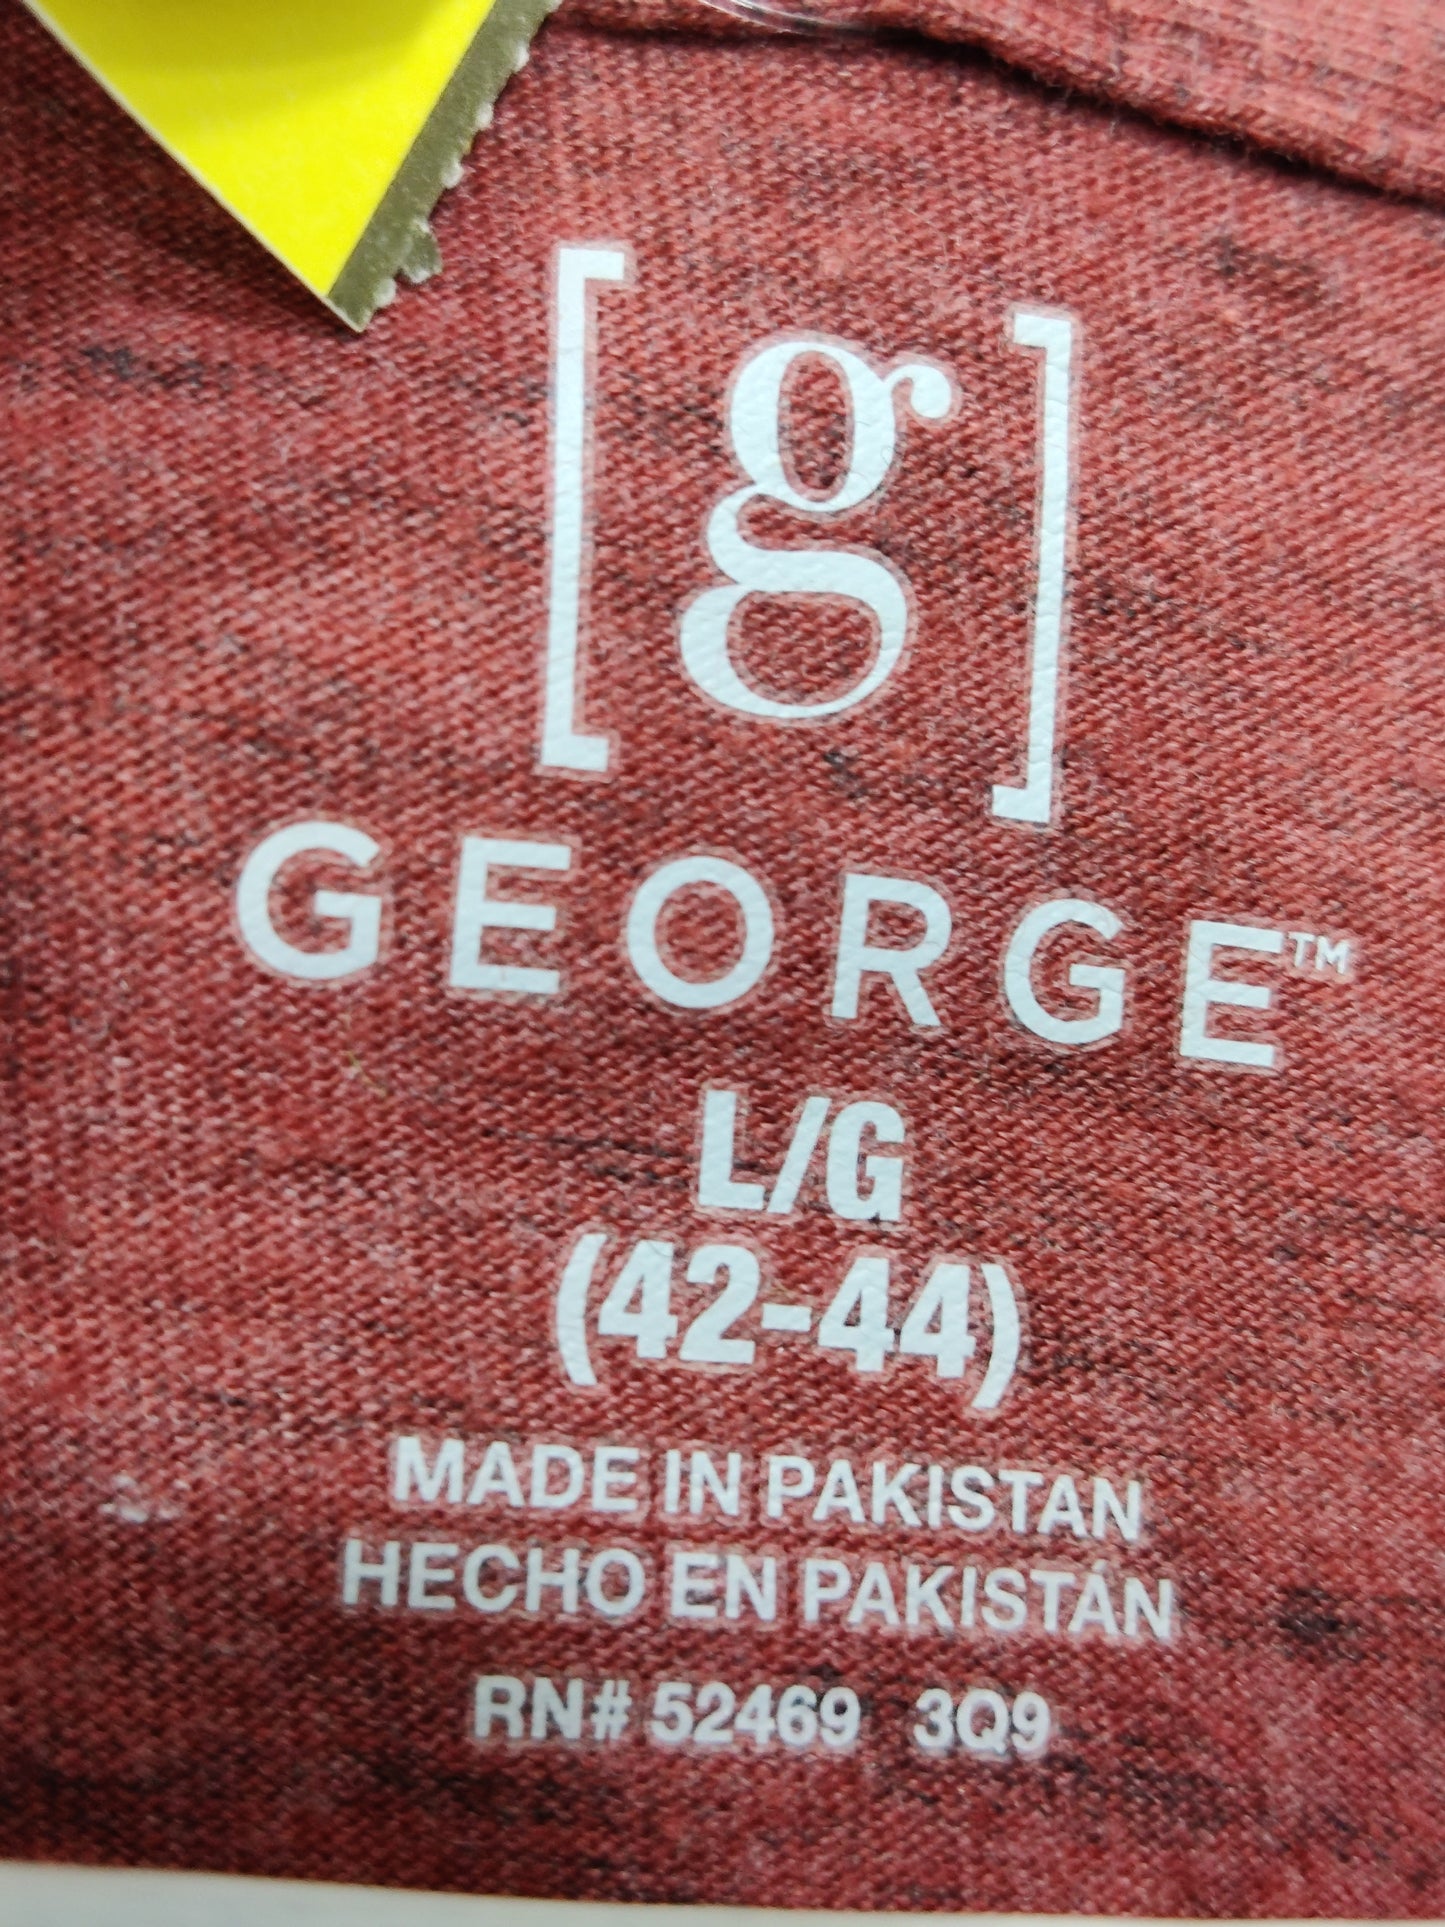 [g]
GEORGE™
L/G
(42-44)
MADE IN PAKISTAN
HECHO EN PAKISTÁN
RN# 52469 3Q9